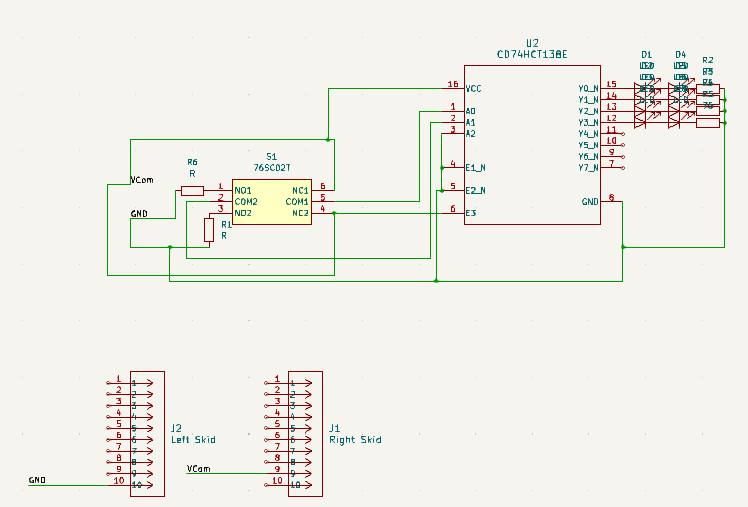 U2
CD74HCT138E
16 VCC
1 A0
2 A1
3 A2
4 E1_N
5 E2_N
6 E3
Y0_N 15
Y1_N 14
Y2_N 13
Y3_N 12
Y4_N 11
Y5_N 10
Y6_N 9
Y7_N 7
GND 8
D1
D4
R2
S1
76SC02T
1 NO1
2 COM2
3 NO2
NC1 6
COM1 5
NC2 4
R6
R
R1
R
VCom
GND
1 1
2 2
3 3
4 4
5 5
6 6
7 7
8 8
9 9
10 10
J2
Left Skid
GND
1 1
2 2
3 3
4 4
5 5
6 6
7 7
8 8
9 9
10 10
J1
Right Skid
VCom